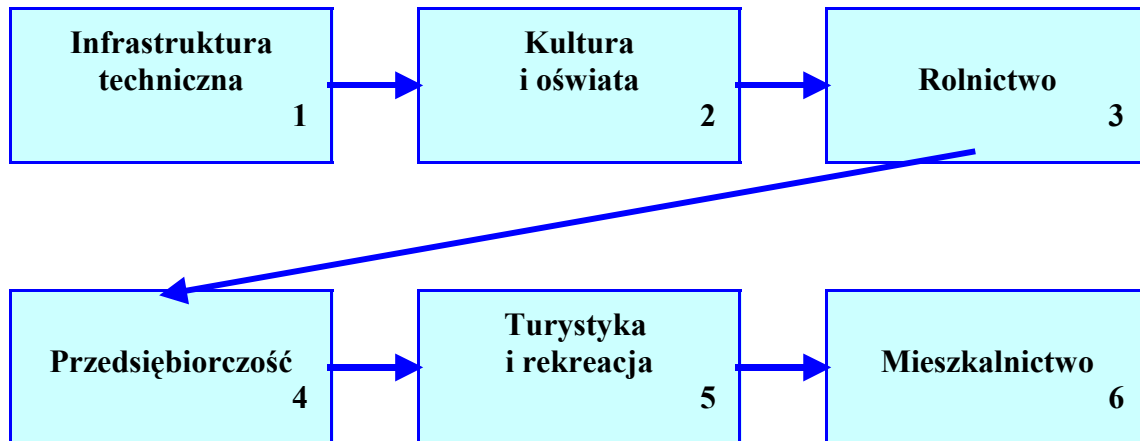 Infrastruktura
techniczna
1
Kultura
i oświata
2
Rolnictwo
3
Przedsiębiorczość
4
Turystyka
i rekreacja
5
Mieszkalnictwo
6